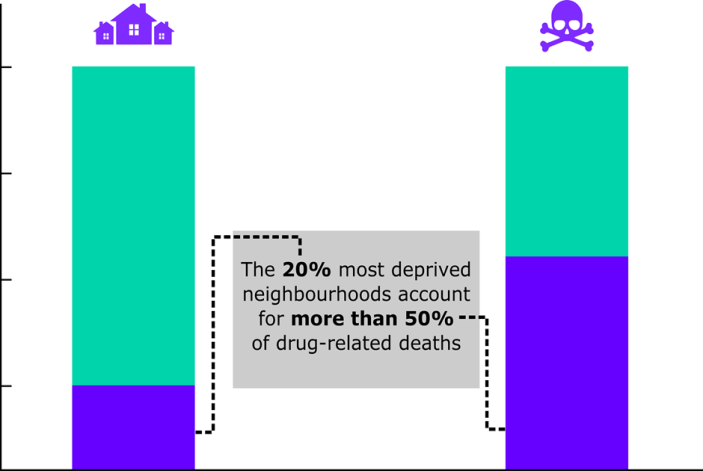 The 20% most deprived
neighbourhoods account
for more than 50%
of drug-related deaths